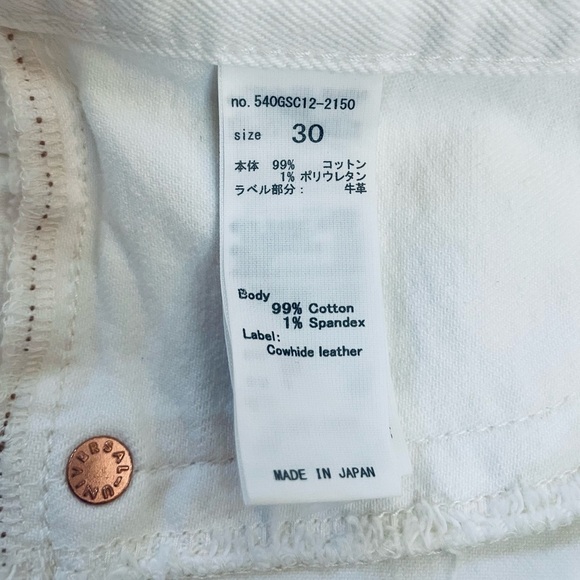 no. 540GSC12-2150
size 30
本体 99% コットン
1% ポリウレタン
ラベル部分： 牛革
Body
99% Cotton
1% Spandex
Label:
Cowhide leather
MADE IN JAPAN
UNIVERSAL